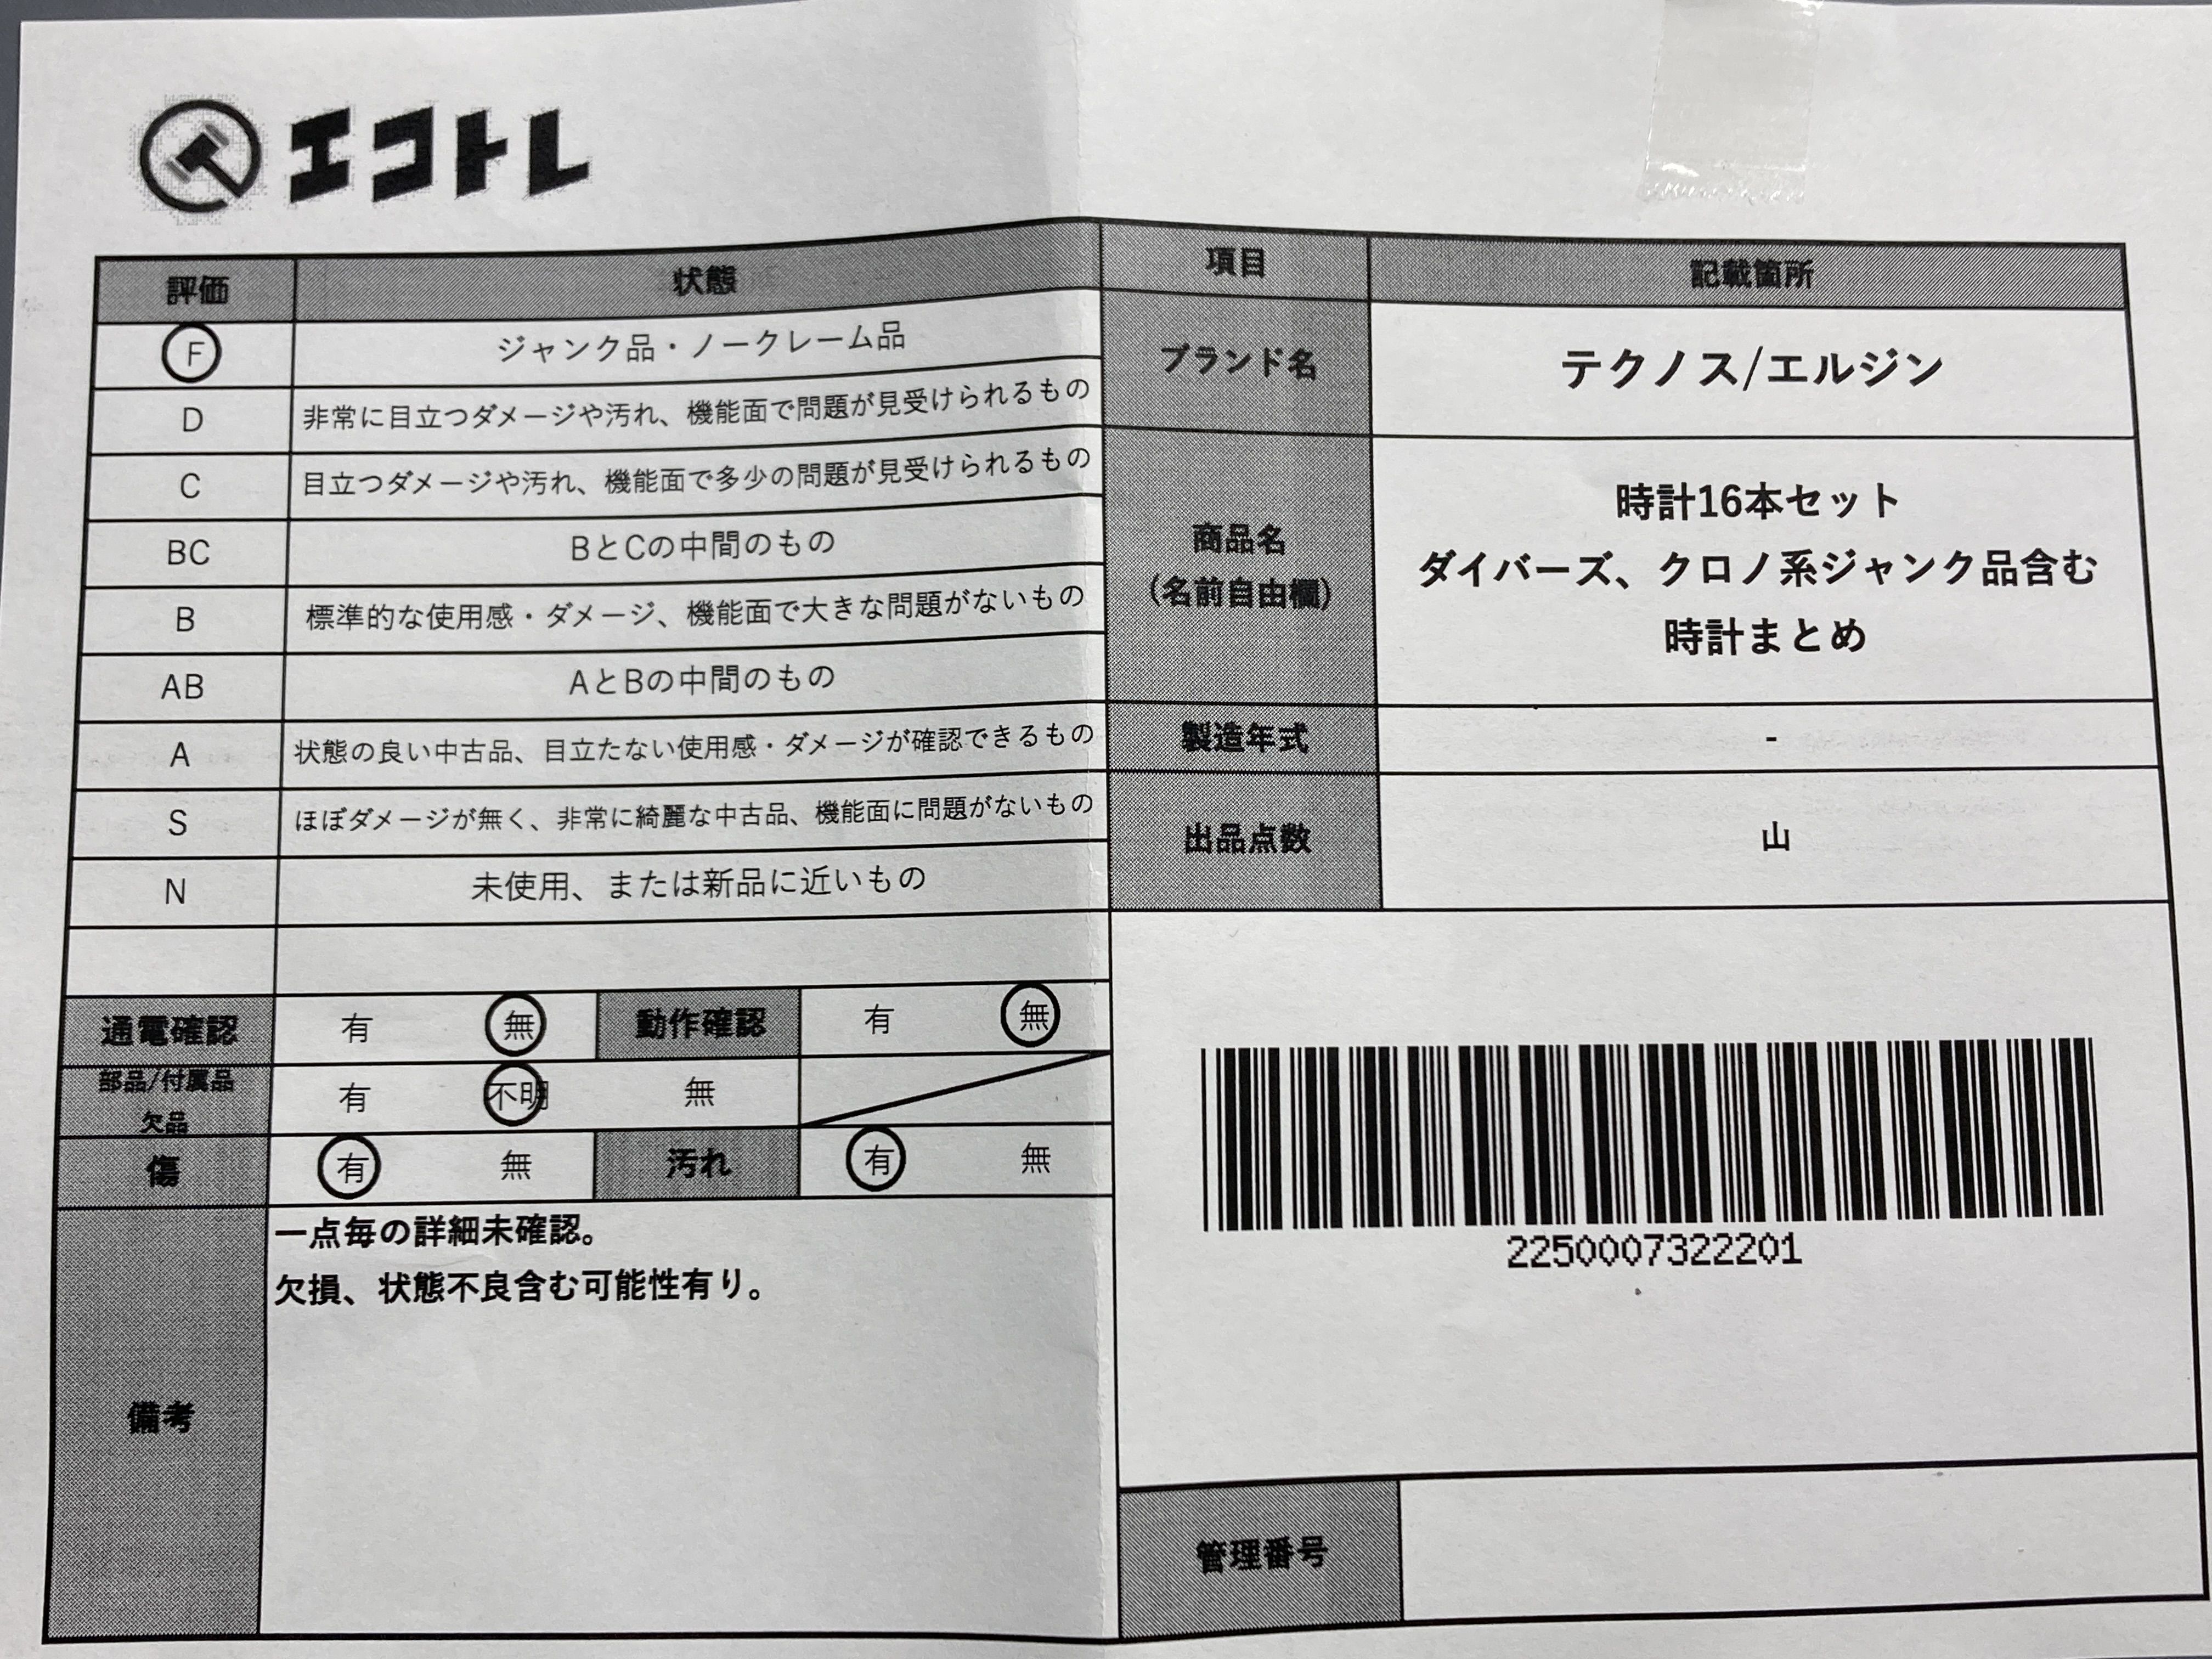 エコトレ
評価 状態
F ジャンク品・ノークレーム品
D 非常に目立つダメージや汚れ、機能面で問題が見受けられるもの
C 目立つダメージや汚れ、機能面で多少の問題が見受けられるもの
BC BとCの中間のもの
B 標準的な使用感・ダメージ、機能面で大きな問題がないもの
AB AとBの中間のもの
A 状態の良い中古品、目立たない使用感・ダメージが確認できるもの
S ほぼダメージが無く、非常に綺麗な中古品、機能面に問題がないもの
N 未使用、または新品に近いもの
通電確認 有 無 動作確認 有 無
部品/付属品
欠品
有 不明 無
傷 有 無 汚れ 有 無
備考
一点毎の詳細未確認。
欠損、状態不良含む可能性有り。
項目 記載箇所
ブランド名 テクノス/エルジン
商品名
(名前自由欄)
時計16本セット
ダイバーズ、クロノ系ジャンク品含む
時計まとめ
製造年式 -
出品点数 山
2250007322201
管理番号